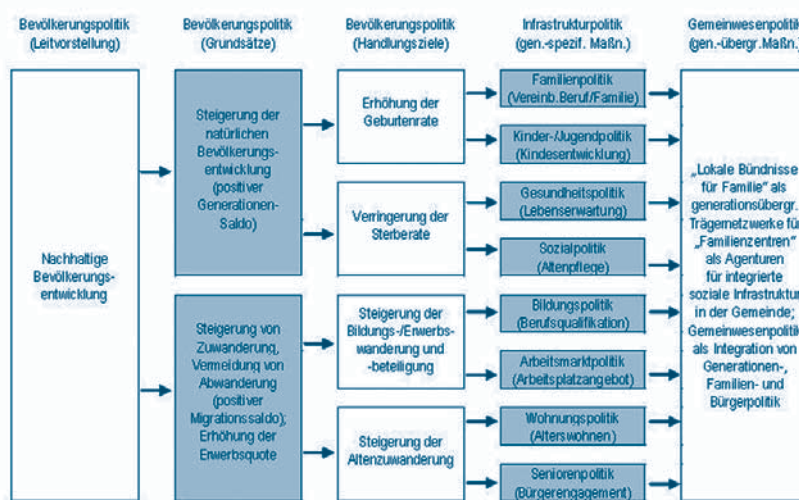 Bevölkerungspolitik
(Leitvorstellung)
Bevölkerungspolitik
(Grundsätze)
Bevölkerungspolitik
(Handlungsziele)
Infrastrukturpolitik
(gen.-spezif. Maßn.)
Gemeinwesenpolitik
(gen.-übergr.Maßn.)
Nachhaltige
Bevölkerungs-
entwicklung
Steigerung der
natürlichen
Bevölkerungs-
entwicklung
(positiver
Generationen-
Saldo)
Steigerung von
Zuwanderung,
Vermeidung von
Abwanderung
(positiver
Migrationssaldo);
Erhöhung der
Erwerbsquote
Erhöhung der
Geburtenrate
Verringerung der
Sterberate
Steigerung der
Bildungs-/Erwerbs-
wanderung und
-beteiligung
Steigerung der
Altenzuwanderung
Familienpolitik
(Vereinb.Beruf/Familie)
Kinder-/Jugendpolitik
(Kindesentwicklung)
Gesundheitspolitik
(Lebenserwartung)
Sozialpolitik
(Altenpflege)
Bildungspolitik
(Berufsqualifikation)
Arbeitsmarktpolitik
(Arbeitsplatzangebot)
Wohnungspolitik
(Alterswohnen)
Seniorenpolitik
(Bürgerengagement)
„Lokale Bündnisse
für Familie“ als
generationsübergr.
Trägernetzwerke für
„Familienzentren“
als Agenturen
für integrierte
soziale Infrastruktur
in der Gemeinde;
Gemeinwesenpolitik
als Integration von
Generationen-,
Familien- und
Bürgerpolitik